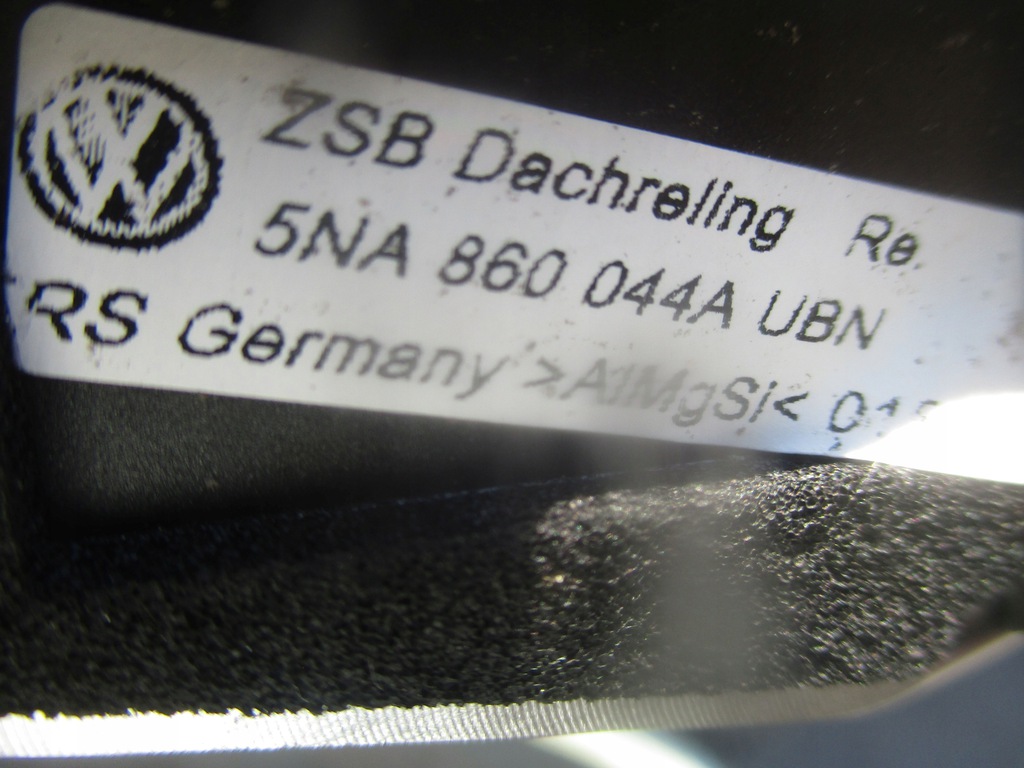 ZSB Dachreling Re.
5NA 860 044A UBN
RS Germany >AlMgSi<